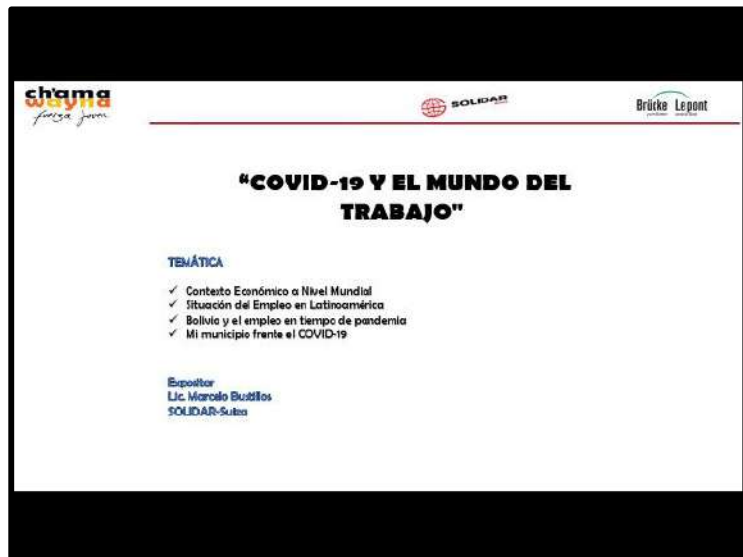 ch'ama
wayna
fuerza joven
SOLIDAR
Brücke Lepont
"COVID-19 Y EL MUNDO DEL
TRABAJO"
TEMÁTICA
✓ Contexto Económico a Nivel Mundial
✓ Situación del Empleo en Latinoamérica
✓ Bolivia y el empleo en tiempo de pandemia
✓ Mi municipio frente el COVID-19
Expositor
Lic. Marcelo Bustillos
SOLIDAR-Suiza